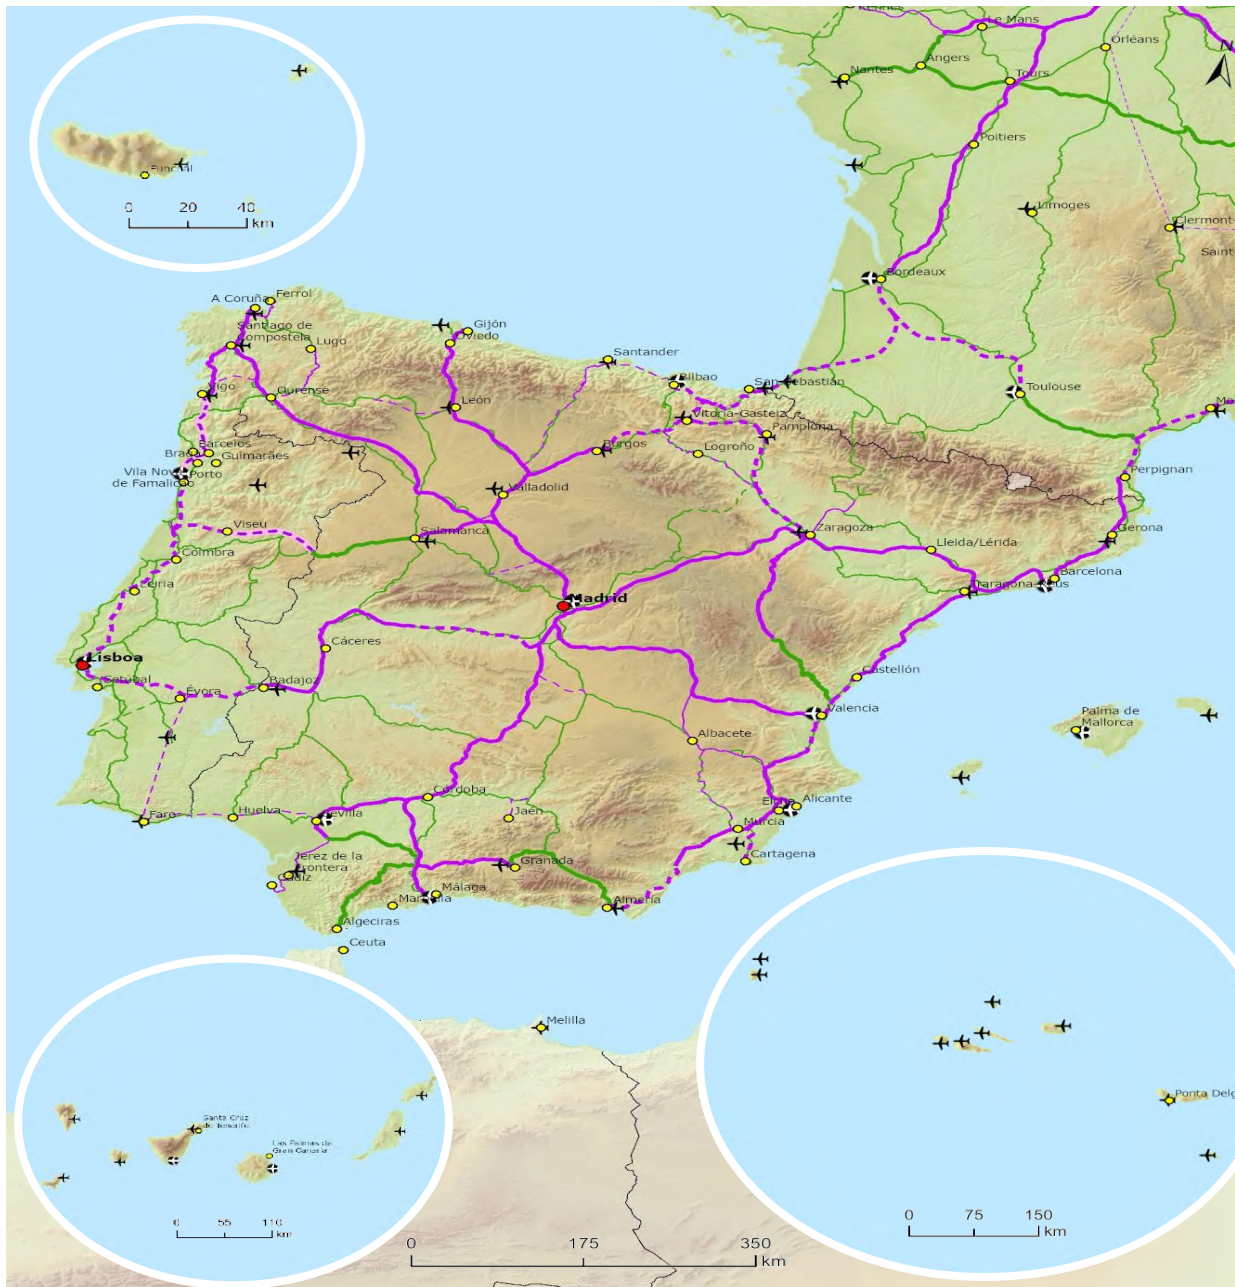 Rennes
Le Mans
Orléans
N
Angers
Nantes
Tours
Poitiers
Funchal
Limoges
0 20 40
km
Clermont-
Saint-
Bordeaux
Ferrol
A Coruña
Santiago de
Compostela
Gijón
Oviedo
Lugo
Santander
Bilbao
San Sebastián
Toulouse
Vigo
Ourense
León
Vitoria-Gasteiz
Pamplona
Barcelos
Braga
Guimarães
Burgos
Logroño
Vila Nova
de Famalicão
Porto
Perpignan
Valladolid
Viseu
Salamanca
Zaragoza
Gerona
Coimbra
Lleida/Lérida
Leiria
Barcelona
Tarragona-Reus
Madrid
Cáceres
Lisboa
Setúbal
Évora
Badajoz
Castellón
Valencia
Palma de
Mallorca
Albacete
Córdoba
Elche
Alicante
Faro
Huelva
Sevilla
Jaén
Murcia
Jerez de la
Frontera
Cádiz
Granada
Cartagena
Málaga
Marbella
Almería
Algeciras
Ceuta
Melilla
Ponta Delg
Santa Cruz
de Tenerife
Las Palmas de
Gran Canaria
0 55 110
km
0 75 150
km
0 175 350
km